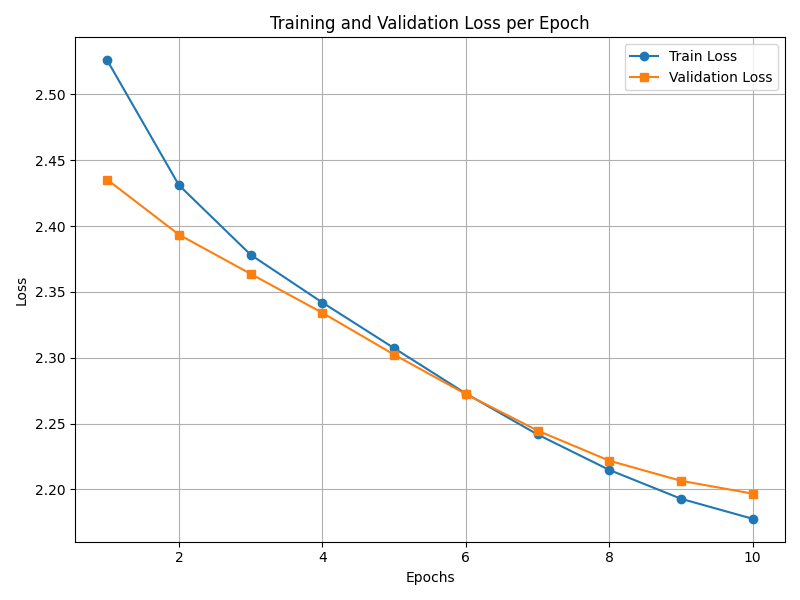 Training and Validation Loss per Epoch
Train Loss
Validation Loss
2.50
2.45
2.40
2.35
2.30
2.25
2.20
Loss
2 4 6 8 10
Epochs